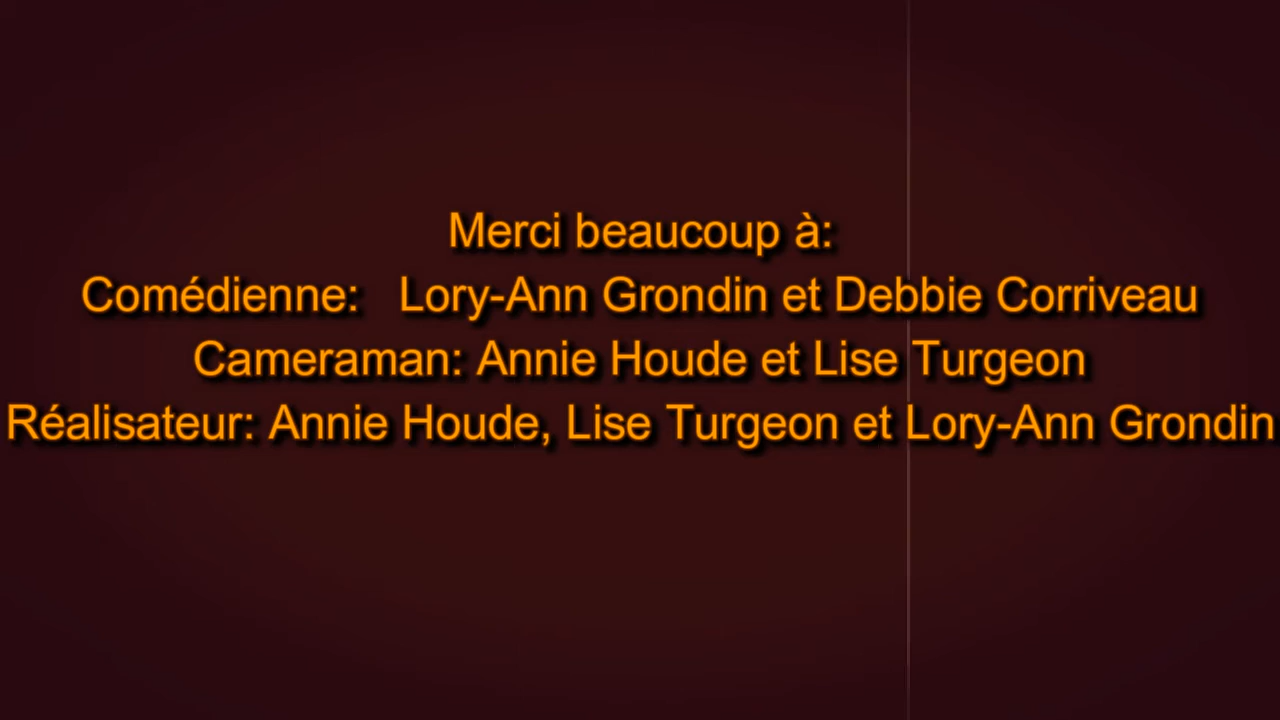 Merci beaucoup à:
Comédienne: Lory-Ann Grondin et Debbie Corriveau
Cameraman: Annie Houde et Lise Turgeon
Réalisateur: Annie Houde, Lise Turgeon et Lory-Ann Grondin